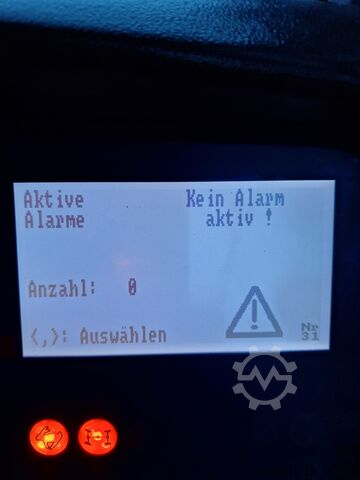 Aktive
Alarme
Kein Alarm
aktiv !
Anzahl: 0
<,>: Auswählen
Nr
31